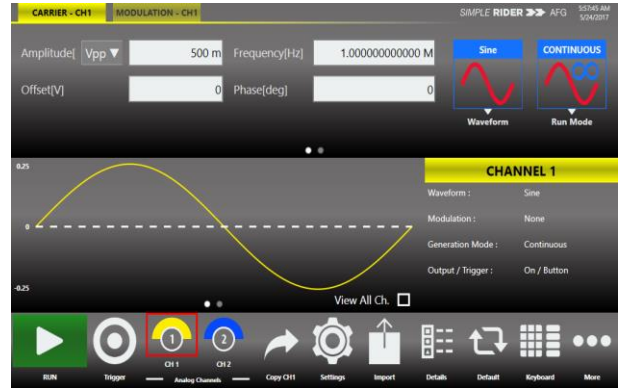 CARRIER - CH1 MODULATION - CH1 SIMPLE RIDER AFG 5:57:45 AM
5/24/2017
Amplitude[ Vpp ▼ 500 m Frequency[Hz] 1.000000000000 M Sine CONTINUOUS
Offset[V] 0 Phase[deg] 0
Waveform Run Mode
0.25 CHANNEL 1
Waveform : Sine
Modulation : None
0
Generation Mode : Continuous
Output / Trigger : On / Button
-0.25
View All Ch.
1 2
RUN Trigger CH 1 CH 2 Copy CH1 Settings Import Details Default Keyboard More
Analog Channels